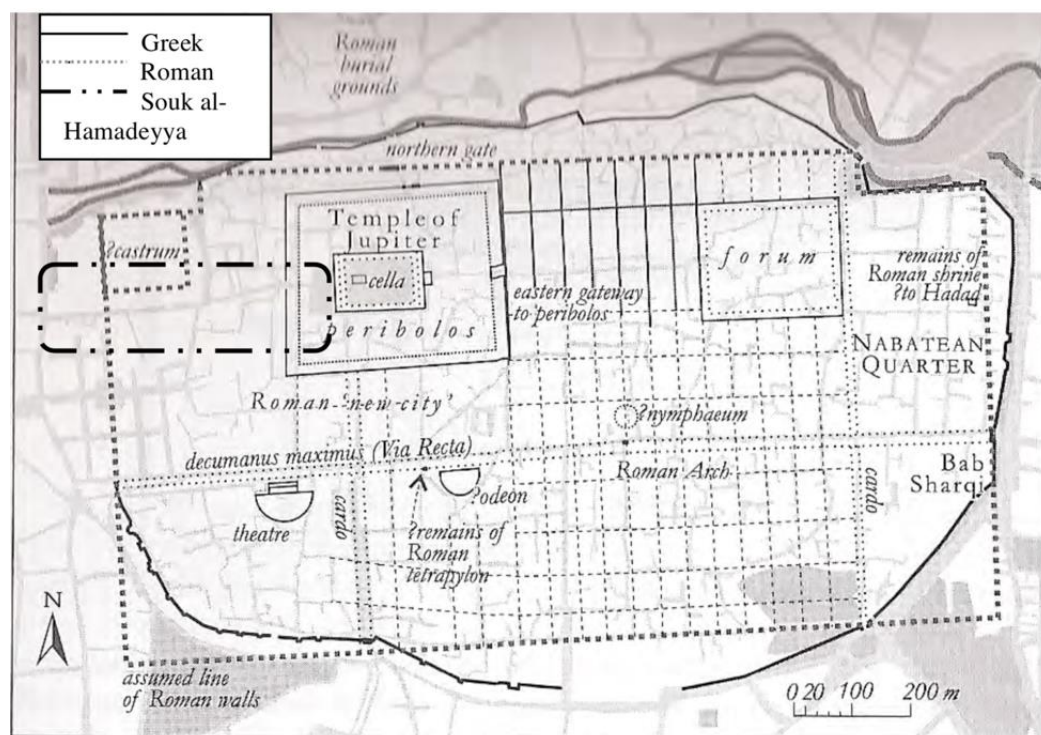 Greek
Roman
Souk al-
Hamadeyya
Roman
burial
grounds
northern gate
Temple of
Jupiter
?castrum
cella
forum
remains of
Roman shrine
?to Hadad
eastern gateway
to peribolos
peribolos
NABATEAN
QUARTER
Roman 'new city'
?nymphaeum
decumanus maximus (Via Recta)
Roman Arch
Bab
Sharqi
cardo
?odeon
theatre
cardo
?remains of
Roman
tetrapylon
N
assumed line
of Roman walls
0 20 100 200 m